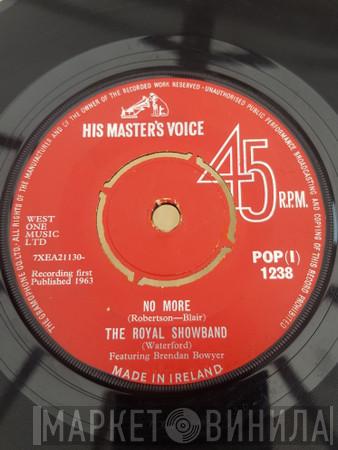 ALL RIGHTS OF THE MANUFACTURER AND OF THE OWNER OF THE RECORDED WORK RESERVED-UNAUTHORISED PUBLIC PERFORMANCE BROADCASTING AND COPYING OF THIS RECORD PROHIBITED
THE GRAMOPHONE CO. LTD.
HIS MASTER'S VOICE
45
R.P.M.
WEST
ONE
MUSIC
LTD
7XEA21130-
Recording first
Published 1963
POP(I)
1238
NO MORE
(Robertson—Blair)
THE ROYAL SHOWBAND
(Waterford)
Featuring Brendan Bowyer
MADE IN IRELAND
МАРКЕТ ВИНИЛА